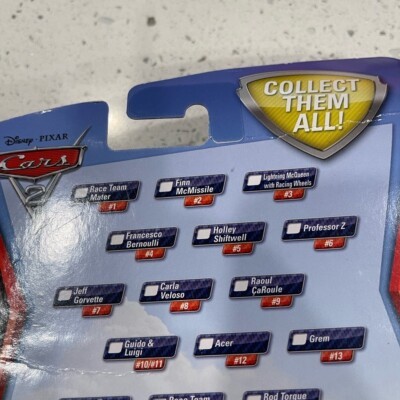 COLLECT
THEM
ALL!
Disney · PIXAR
Cars
2
Race Team
Mater
#1
Finn
McMissile
#2
Lightning McQueen
with Racing Wheels
#3
Francesco
Bernoulli
#4
Holley
Shiftwell
#5
Professor Z
#6
Jeff
Gorvette
#7
Carla
Veloso
#8
Raoul
CaRoule
#9
Guido &
Luigi
#10/#11
Acer
#12
Grem
#13
Race Team
Rod Torque